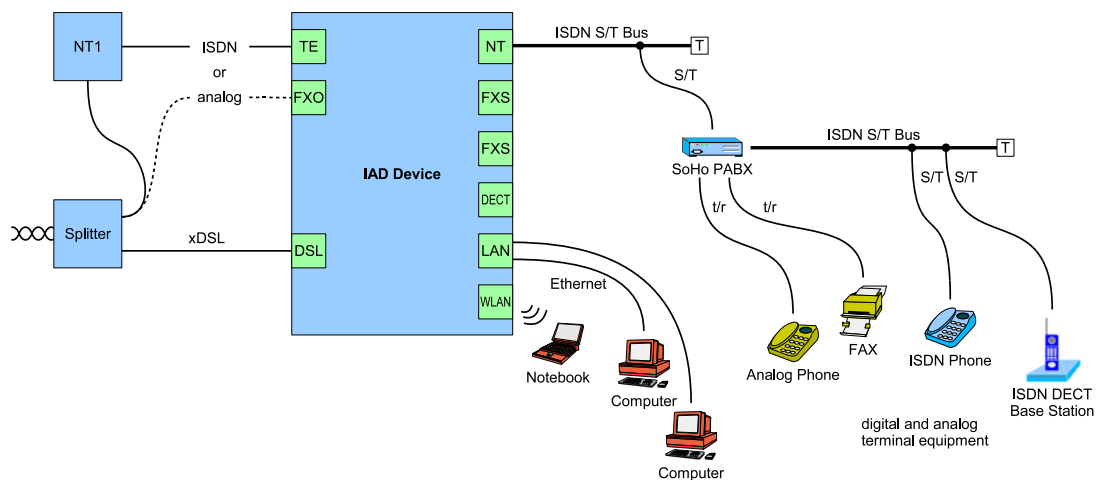 NT1
ISDN
or
analog
Splitter
xDSL
TE
FXO
DSL
IAD Device
NT
FXS
FXS
DECT
LAN
WLAN
ISDN S/T Bus
T
S/T
SoHo PABX
ISDN S/T Bus
T
S/T
S/T
t/r
t/r
Ethernet
Notebook
Computer
Computer
Analog Phone
FAX
ISDN Phone
ISDN DECT
Base Station
digital and analog
terminal equipment